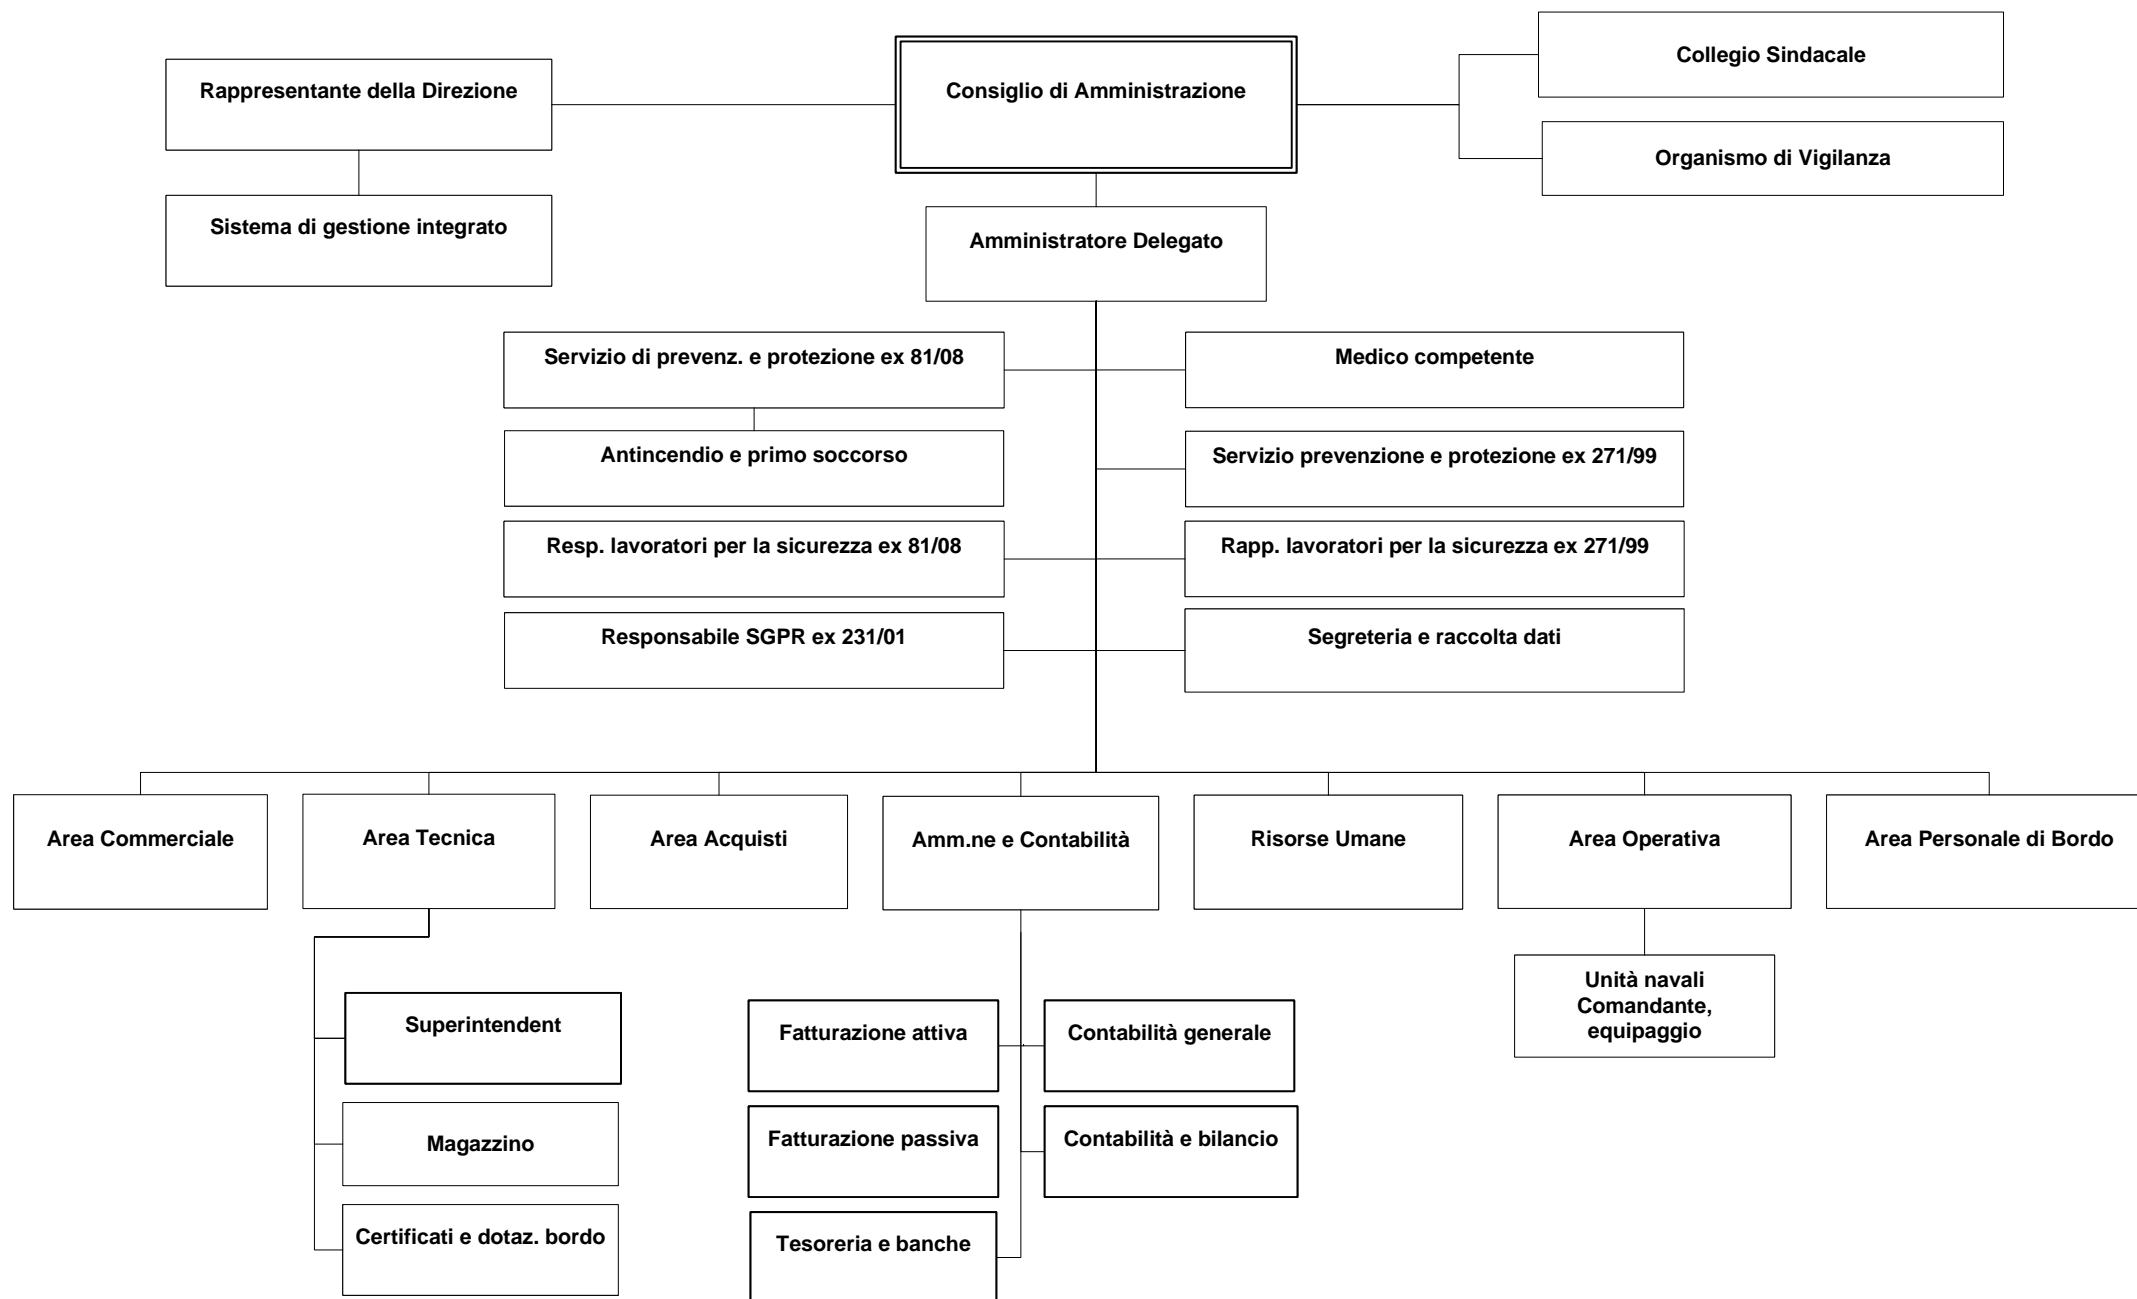 Collegio Sindacale
Rappresentante della Direzione
Consiglio di Amministrazione
Organismo di Vigilanza
Sistema di gestione integrato
Amministratore Delegato
Servizio di prevenz. e protezione ex 81/08
Medico competente
Antincendio e primo soccorso
Servizio prevenzione e protezione ex 271/99
Resp. lavoratori per la sicurezza ex 81/08
Rapp. lavoratori per la sicurezza ex 271/99
Responsabile SGPR ex 231/01
Segreteria e raccolta dati
Area Commerciale
Area Tecnica
Area Acquisti
Amm.ne e Contabilità
Risorse Umane
Area Operativa
Area Personale di Bordo
Unità navali
Comandante,
equipaggio
Superintendent
Fatturazione attiva
Contabilità generale
Magazzino
Fatturazione passiva
Contabilità e bilancio
Certificati e dotaz. bordo
Tesoreria e banche